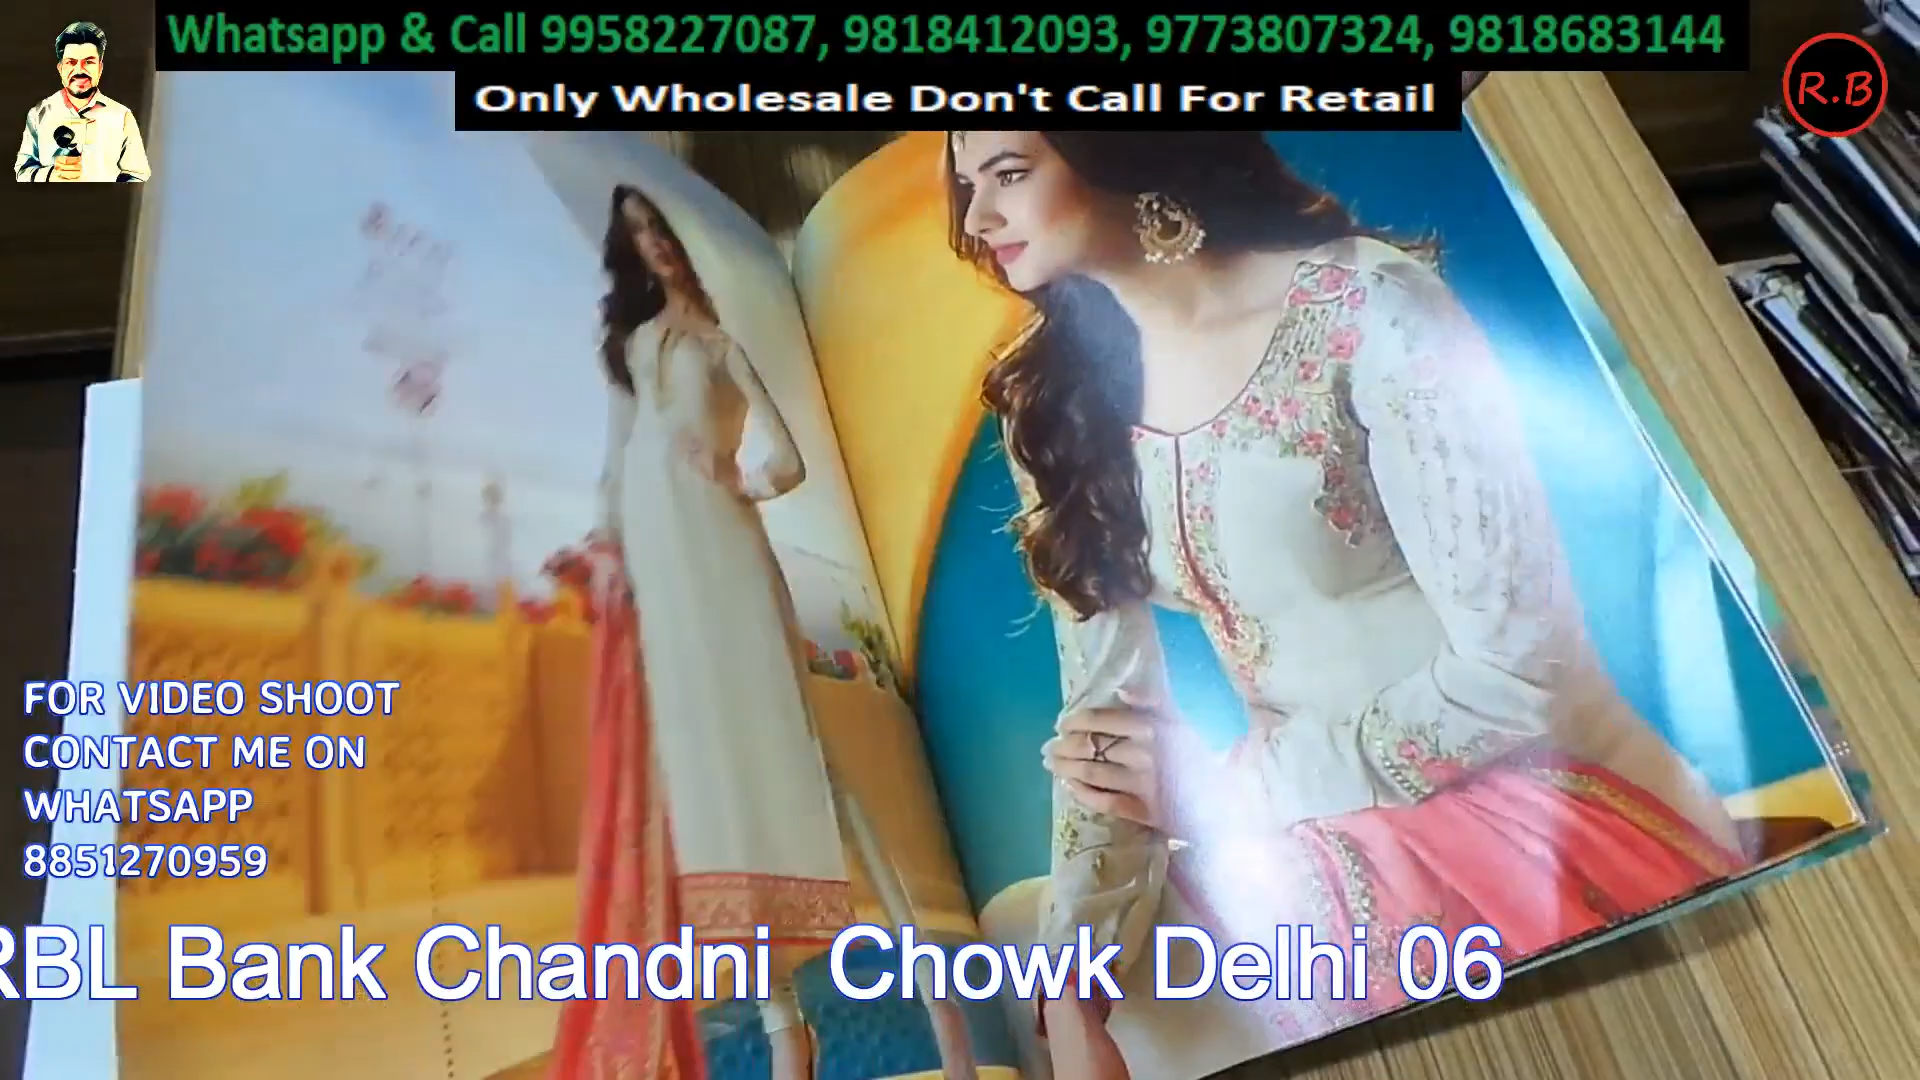 Whatsapp & Call 9958227087, 9818412093, 9773807324, 9818683144
Only Wholesale Don't Call For Retail
R.B
FOR VIDEO SHOOT
CONTACT ME ON
WHATSAPP
8851270959
RBL Bank Chandni Chowk Delhi 06